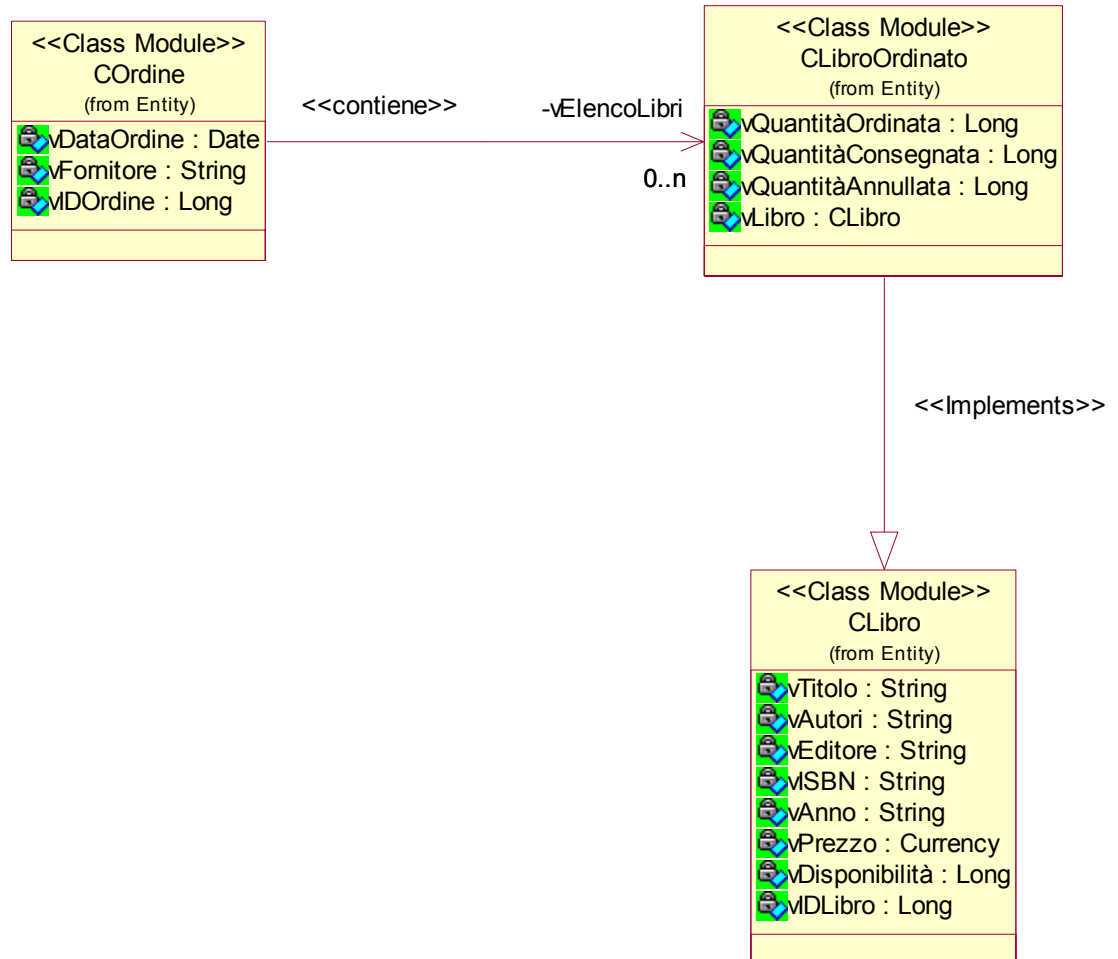 <<Class Module>>
COrdine
(from Entity)
vDataOrdine : Date
vFornitore : String
vIDOrdine : Long
<<contiene>>
-vElencoLibri
0..n
<<Class Module>>
CLibroOrdinato
(from Entity)
vQuantitàOrdinata : Long
vQuantitàConsegnata : Long
vQuantitàAnnullata : Long
vLibro : CLibro
<<Implements>>
<<Class Module>>
CLibro
(from Entity)
vTitolo : String
vAutori : String
vEditore : String
vISBN : String
vAnno : String
vPrezzo : Currency
vDisponibilità : Long
vIDLibro : Long